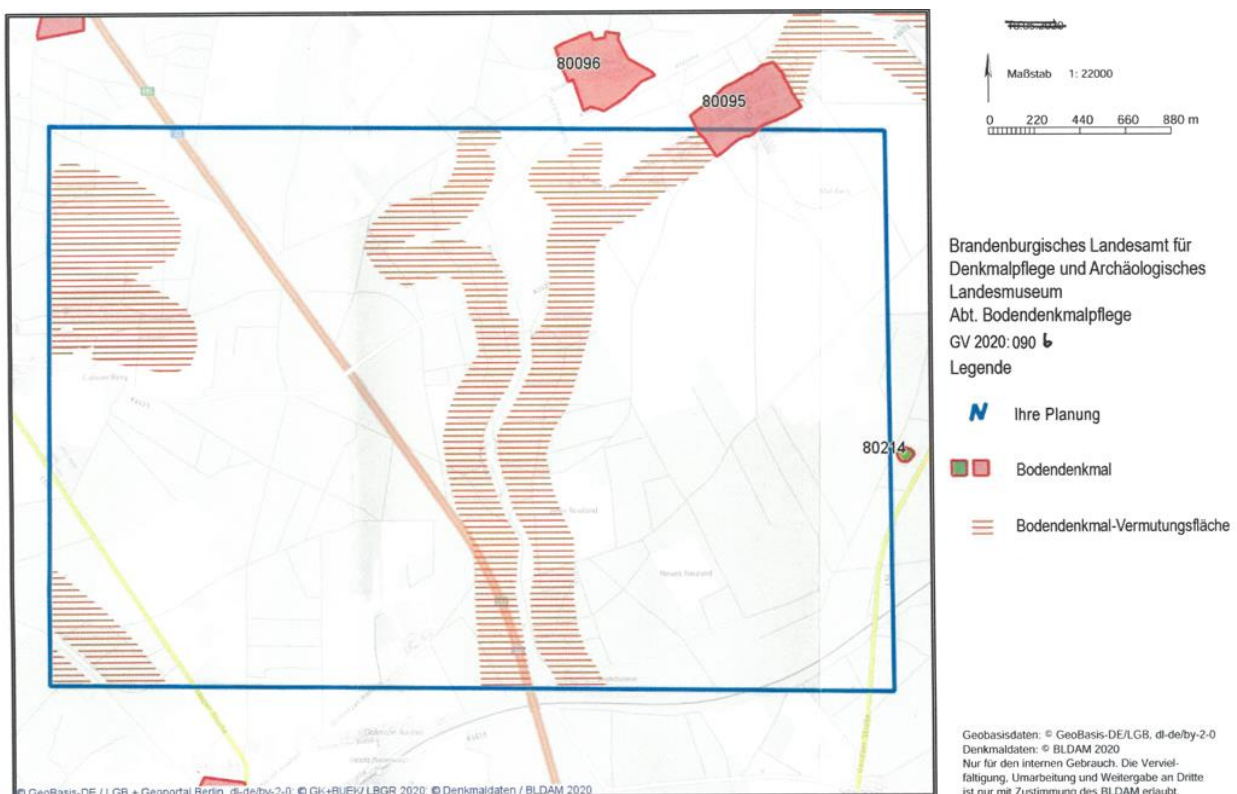 80096
80095
80214
Neues Neuland
Maßstab 1: 22000
0 220 440 660 880 m
Brandenburgisches Landesamt für
Denkmalpflege und Archäologisches
Landesmuseum
Abt. Bodendenkmalpflege
GV 2020: 090 b
Legende
Ihre Planung
Bodendenkmal
Bodendenkmal-Vermutungsfläche
Geobasisdaten: © GeoBasis-DE/LGB, dl-de/by-2-0
Denkmaldaten: © BLDAM 2020
Nur für den internen Gebrauch. Die Verviel-
fältigung, Umarbeitung und Weitergabe an Dritte
ist nur mit Zustimmung des BLDAM erlaubt.
© GeoBasis-DE / LGB + Geoportal Berlin, dl-de/by-2-0; © GK+BUEK/ LBGR 2020; © Denkmaldaten / BLDAM 2020